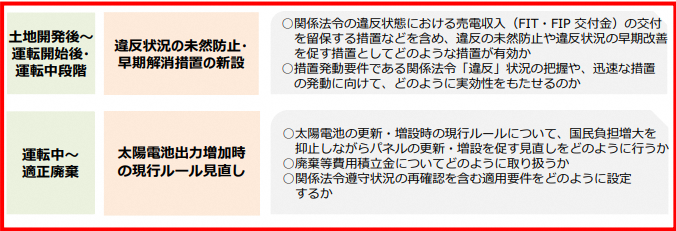 土地開発後～
運転開始後・
運転中段階
違反状況の未然防止・
早期解消措置の新設
○関係法令の違反状態における売電収入（FIT・FIP 交付金）の交付
を留保する措置などを含め、違反の未然防止や違反状況の早期改善
を促す措置としてどのような措置が有効か
○措置発動要件である関係法令「違反」状況の把握や、迅速な措置
の発動に向けて、どのように実効性をもたせるのか
運転中～
適正廃棄
太陽電池出力増加時
の現行ルール見直し
○太陽電池の更新・増設時の現行ルールについて、国民負担増大を
抑止しながらパネルの更新・増設を促す見直しをどのように行うか
○廃棄等費用積立金についてどのように取り扱うか
○関係法令遵守状況の再確認を含む適用要件をどのように設定
するか